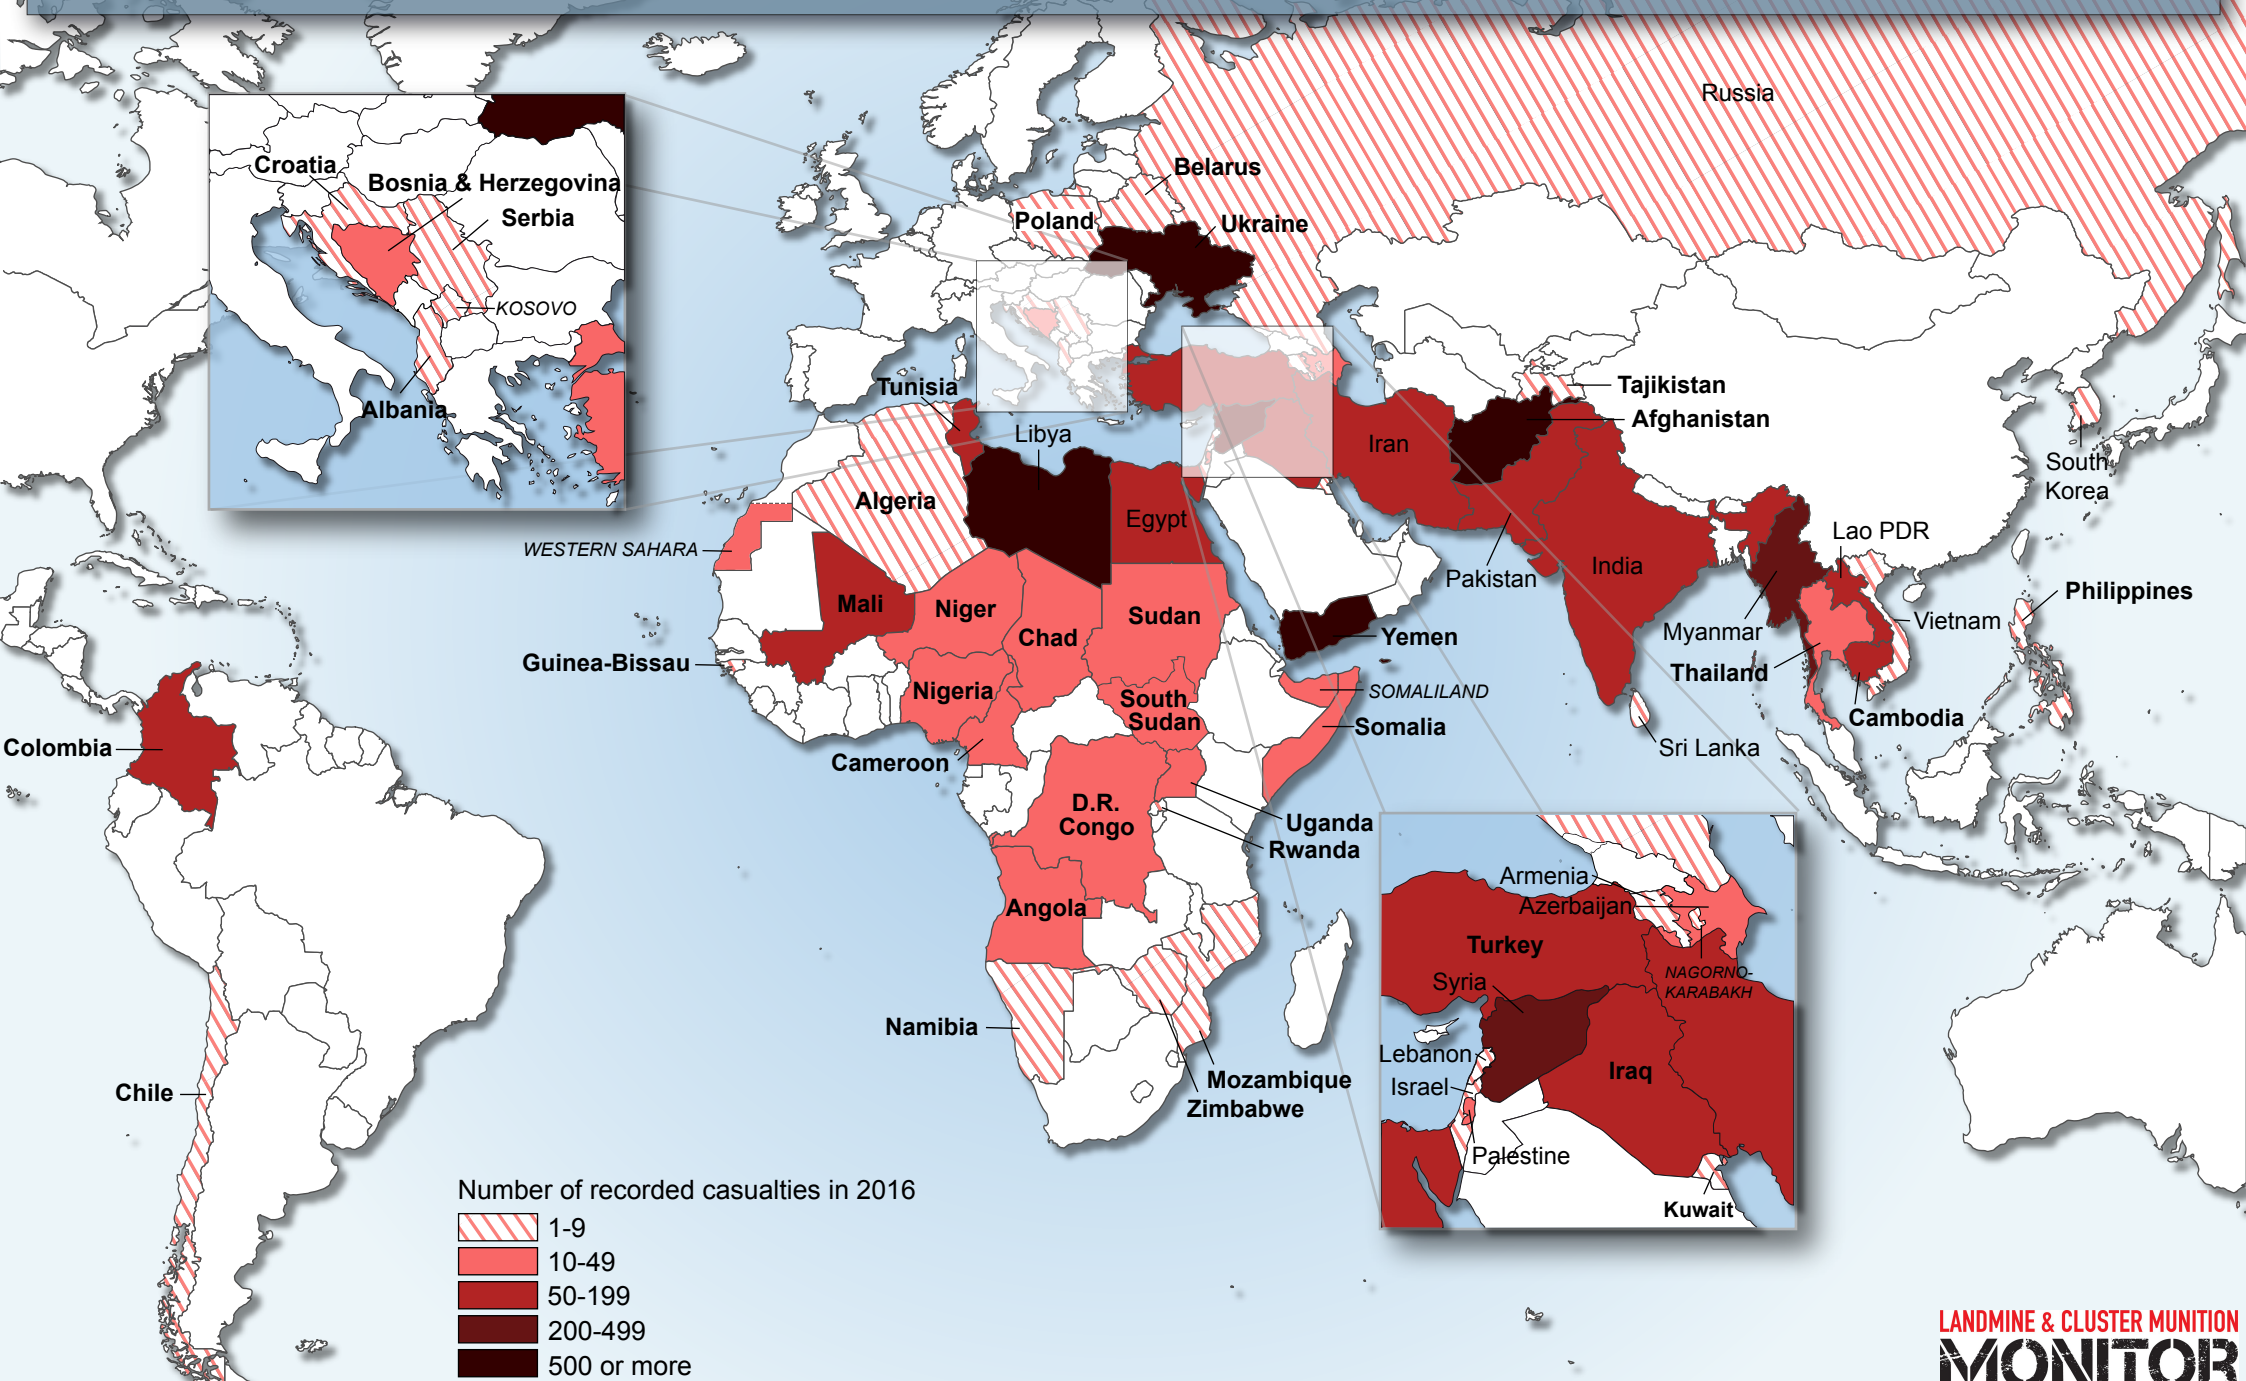 Russia
Croatia
Bosnia & Herzegovina
Serbia
KOSOVO
Albania
Belarus
Poland
Ukraine
Tunisia
Libya
Tajikistan
Afghanistan
Iran
South
Korea
Algeria
Egypt
WESTERN SAHARA
Lao PDR
India
Pakistan
Philippines
Mali
Niger
Sudan
Chad
Vietnam
Myanmar
Yemen
Guinea-Bissau
Thailand
Nigeria
South
Sudan
SOMALILAND
Somalia
Cambodia
Colombia
Sri Lanka
Cameroon
D.R.
Congo
Uganda
Rwanda
Angola
Armenia
Azerbaijan
Turkey
NAGORNO-
KARABAKH
Syria
Namibia
Lebanon
Israel
Iraq
Mozambique
Zimbabwe
Chile
Palestine
Kuwait
Number of recorded casualties in 2016
1-9
10-49
50-199
200-499
500 or more
LANDMINE & CLUSTER MUNITION
MONITOR